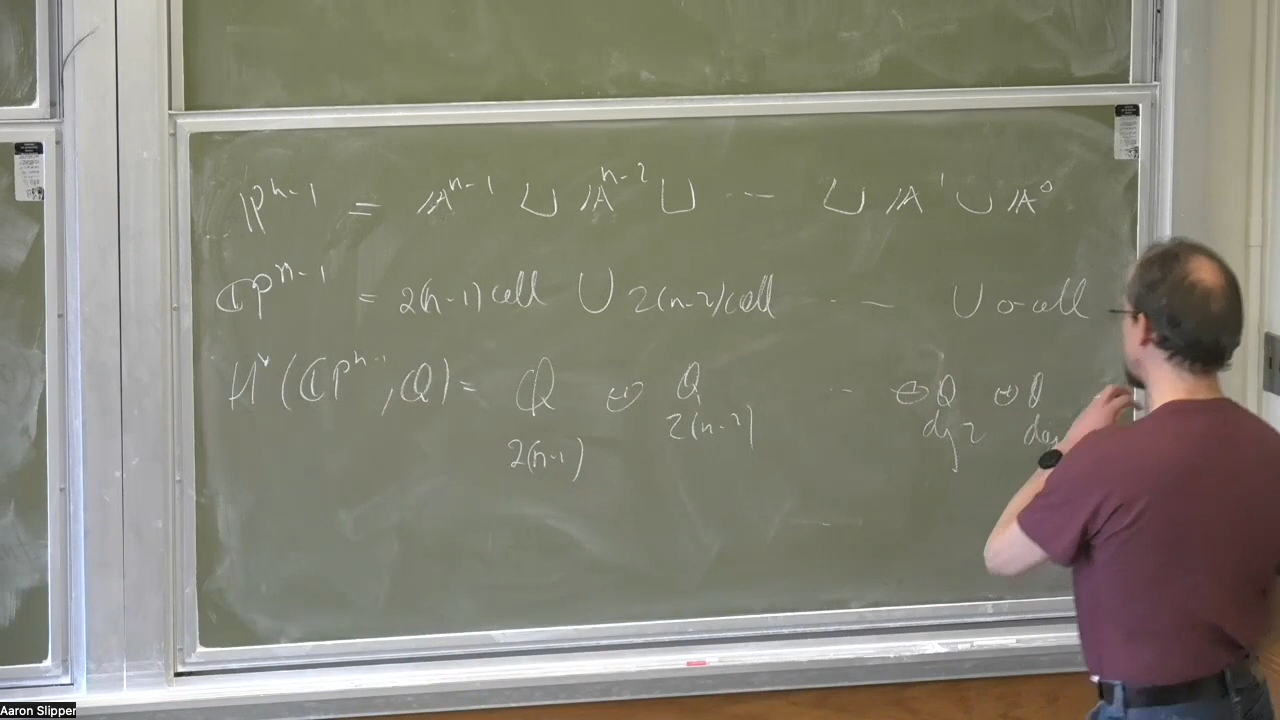 ℙ^{n-1} = 𝔸^{n-1} ∪ 𝔸^{n-2} ∪ -- ∪ 𝔸^1 ∪ 𝔸^0
ℂP^{n-1} = 2(n-1)cell ∪ 2(n-2)cell -- ∪ 0-cell
H^*(ℂP^{n-1}, ℚ) = ℚ ⊕ ℚ -- ⊕ ℚ ⊕ ℚ
2(n-1) 2(n-2) deg 2
Aaron Slipper